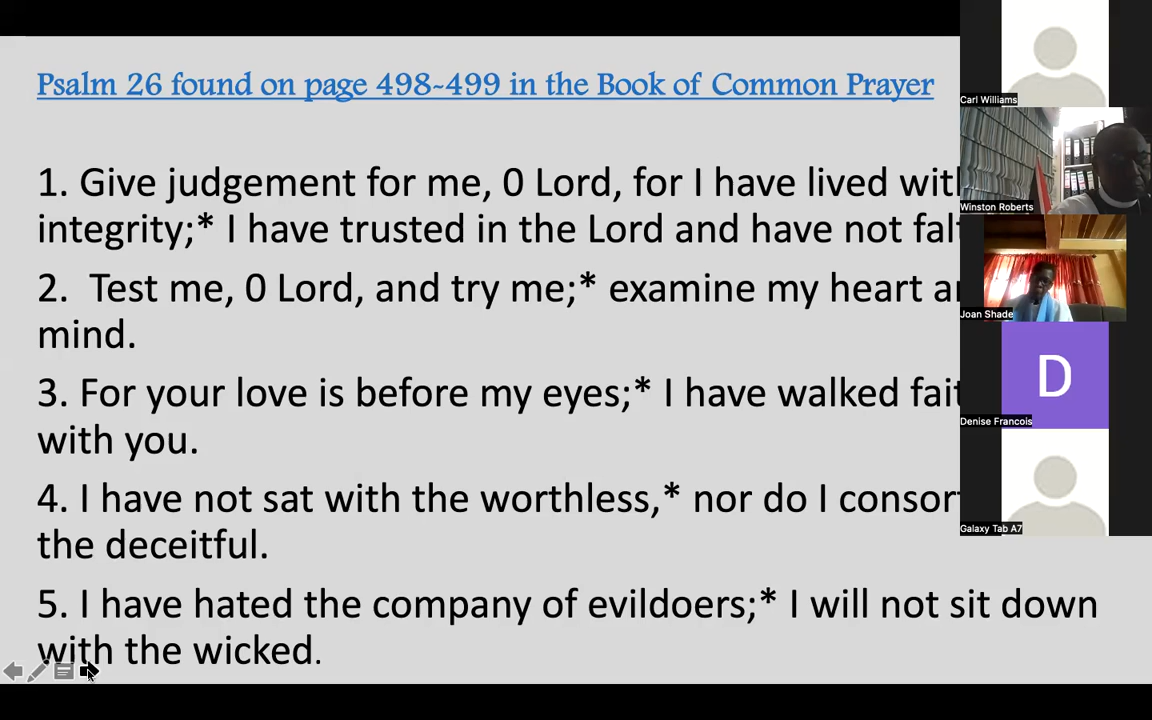 Psalm 26 found on page 498-499 in the Book of Common Prayer
1. Give judgement for me, 0 Lord, for I have lived
integrity;* I have trusted in the Lord and have not
2. Test me, 0 Lord, and try me;* examine my heart
mind.
3. For your love is before my eyes;* I have walked
with you.
4. I have not sat with the worthless,* nor do I
the deceitful.
5. I have hated the company of evildoers;* I will not sit down
with the wicked.
Carl Williams
Winston Roberts
Joan Shade
D
Denise Francois
Galaxy Tab A7